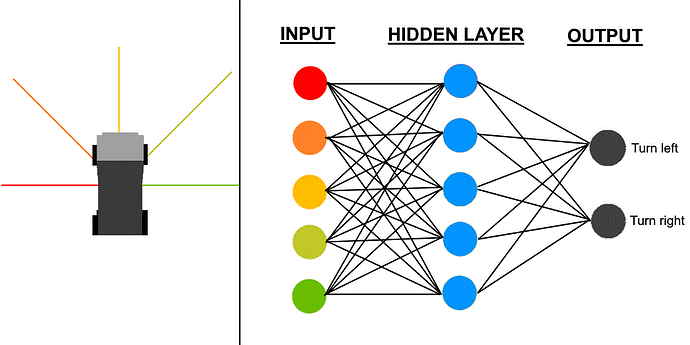 INPUT
HIDDEN LAYER
OUTPUT
Turn left
Turn right